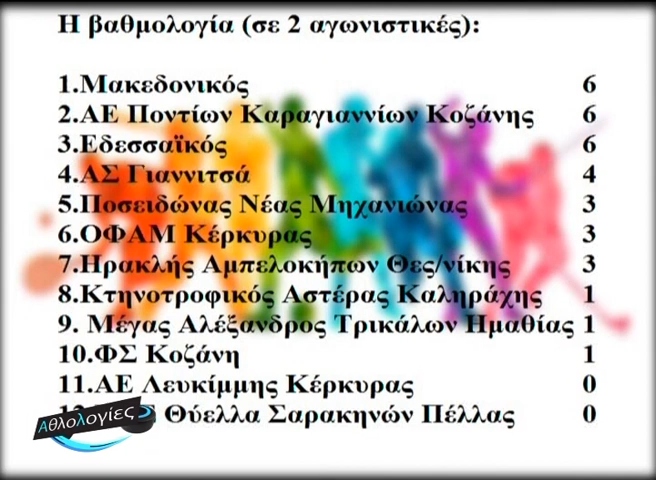 Η βαθμολογία (σε 2 αγωνιστικές):
1.Μακεδονικός 6
2.ΑΕ Ποντίων Καραγιαννίων Κοζάνης 6
3.Εδεσσαϊκός 6
4.ΑΣ Γιαννιτσά 4
5.Ποσειδώνας Νέας Μηχανιώνας 3
6.ΟΦΑΜ Κέρκυρας 3
7.Ηρακλής Αμπελοκήπων Θες/νίκης 3
8.Κτηνοτροφικός Αστέρας Καληράχης 1
9. Μέγας Αλέξανδρος Τρικάλων Ημαθίας 1
10.ΦΣ Κοζάνη 1
11.ΑΕ Λευκίμμης Κέρκυρας 0
Θύελλα Σαρακηνών Πέλλας 0
Αθλολογίες